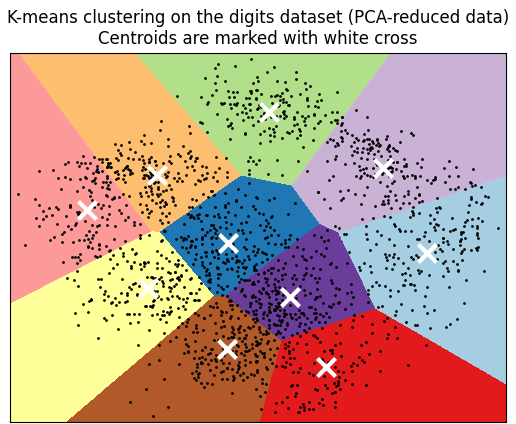 K-means clustering on the digits dataset (PCA-reduced data)
Centroids are marked with white cross